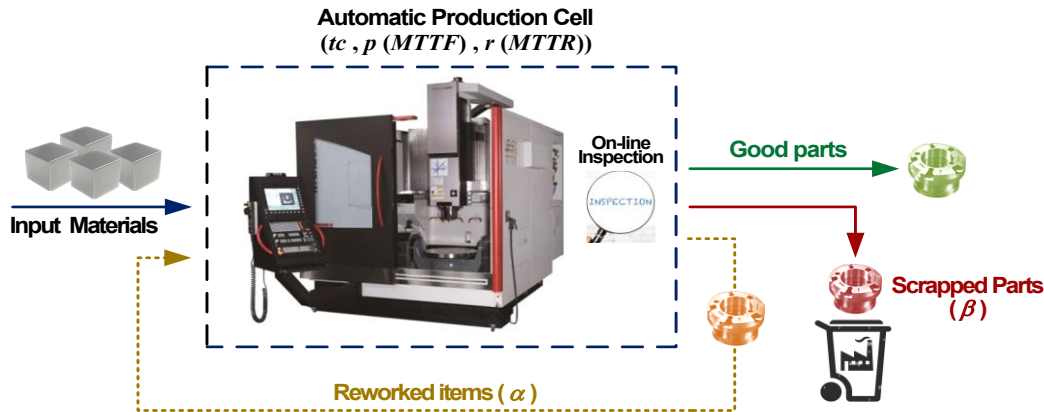 Automatic Production Cell
(tc , p (MTTF) , r (MTTR))
On-line
Inspection
INSPECTION
Good parts
Input Materials
Scrapped Parts
( β )
Reworked items ( α )